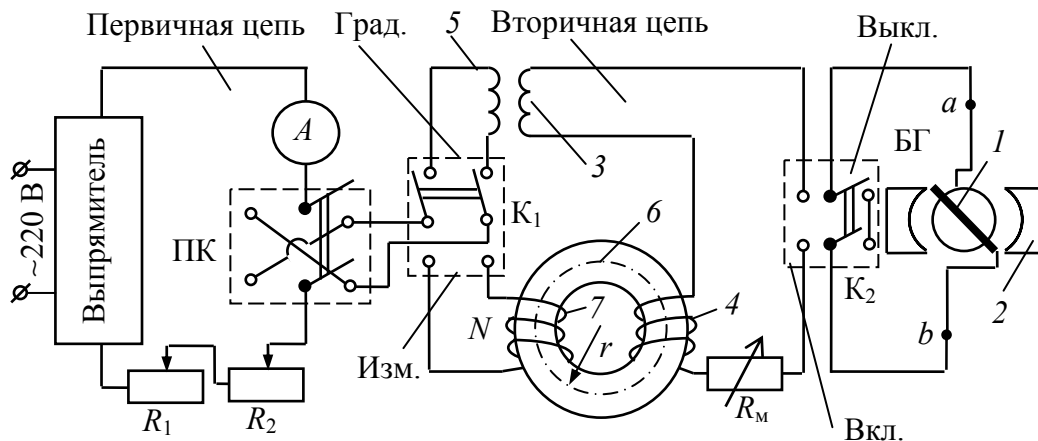 Первичная цепь
Град.
5
Вторичная цепь
Выкл.
A
3
a
БГ
1
~220 В
Выпрямитель
ПК
К1
6
К2
2
N
7
4
r
b
Изм.
R1
R2
Rм
Вкл.